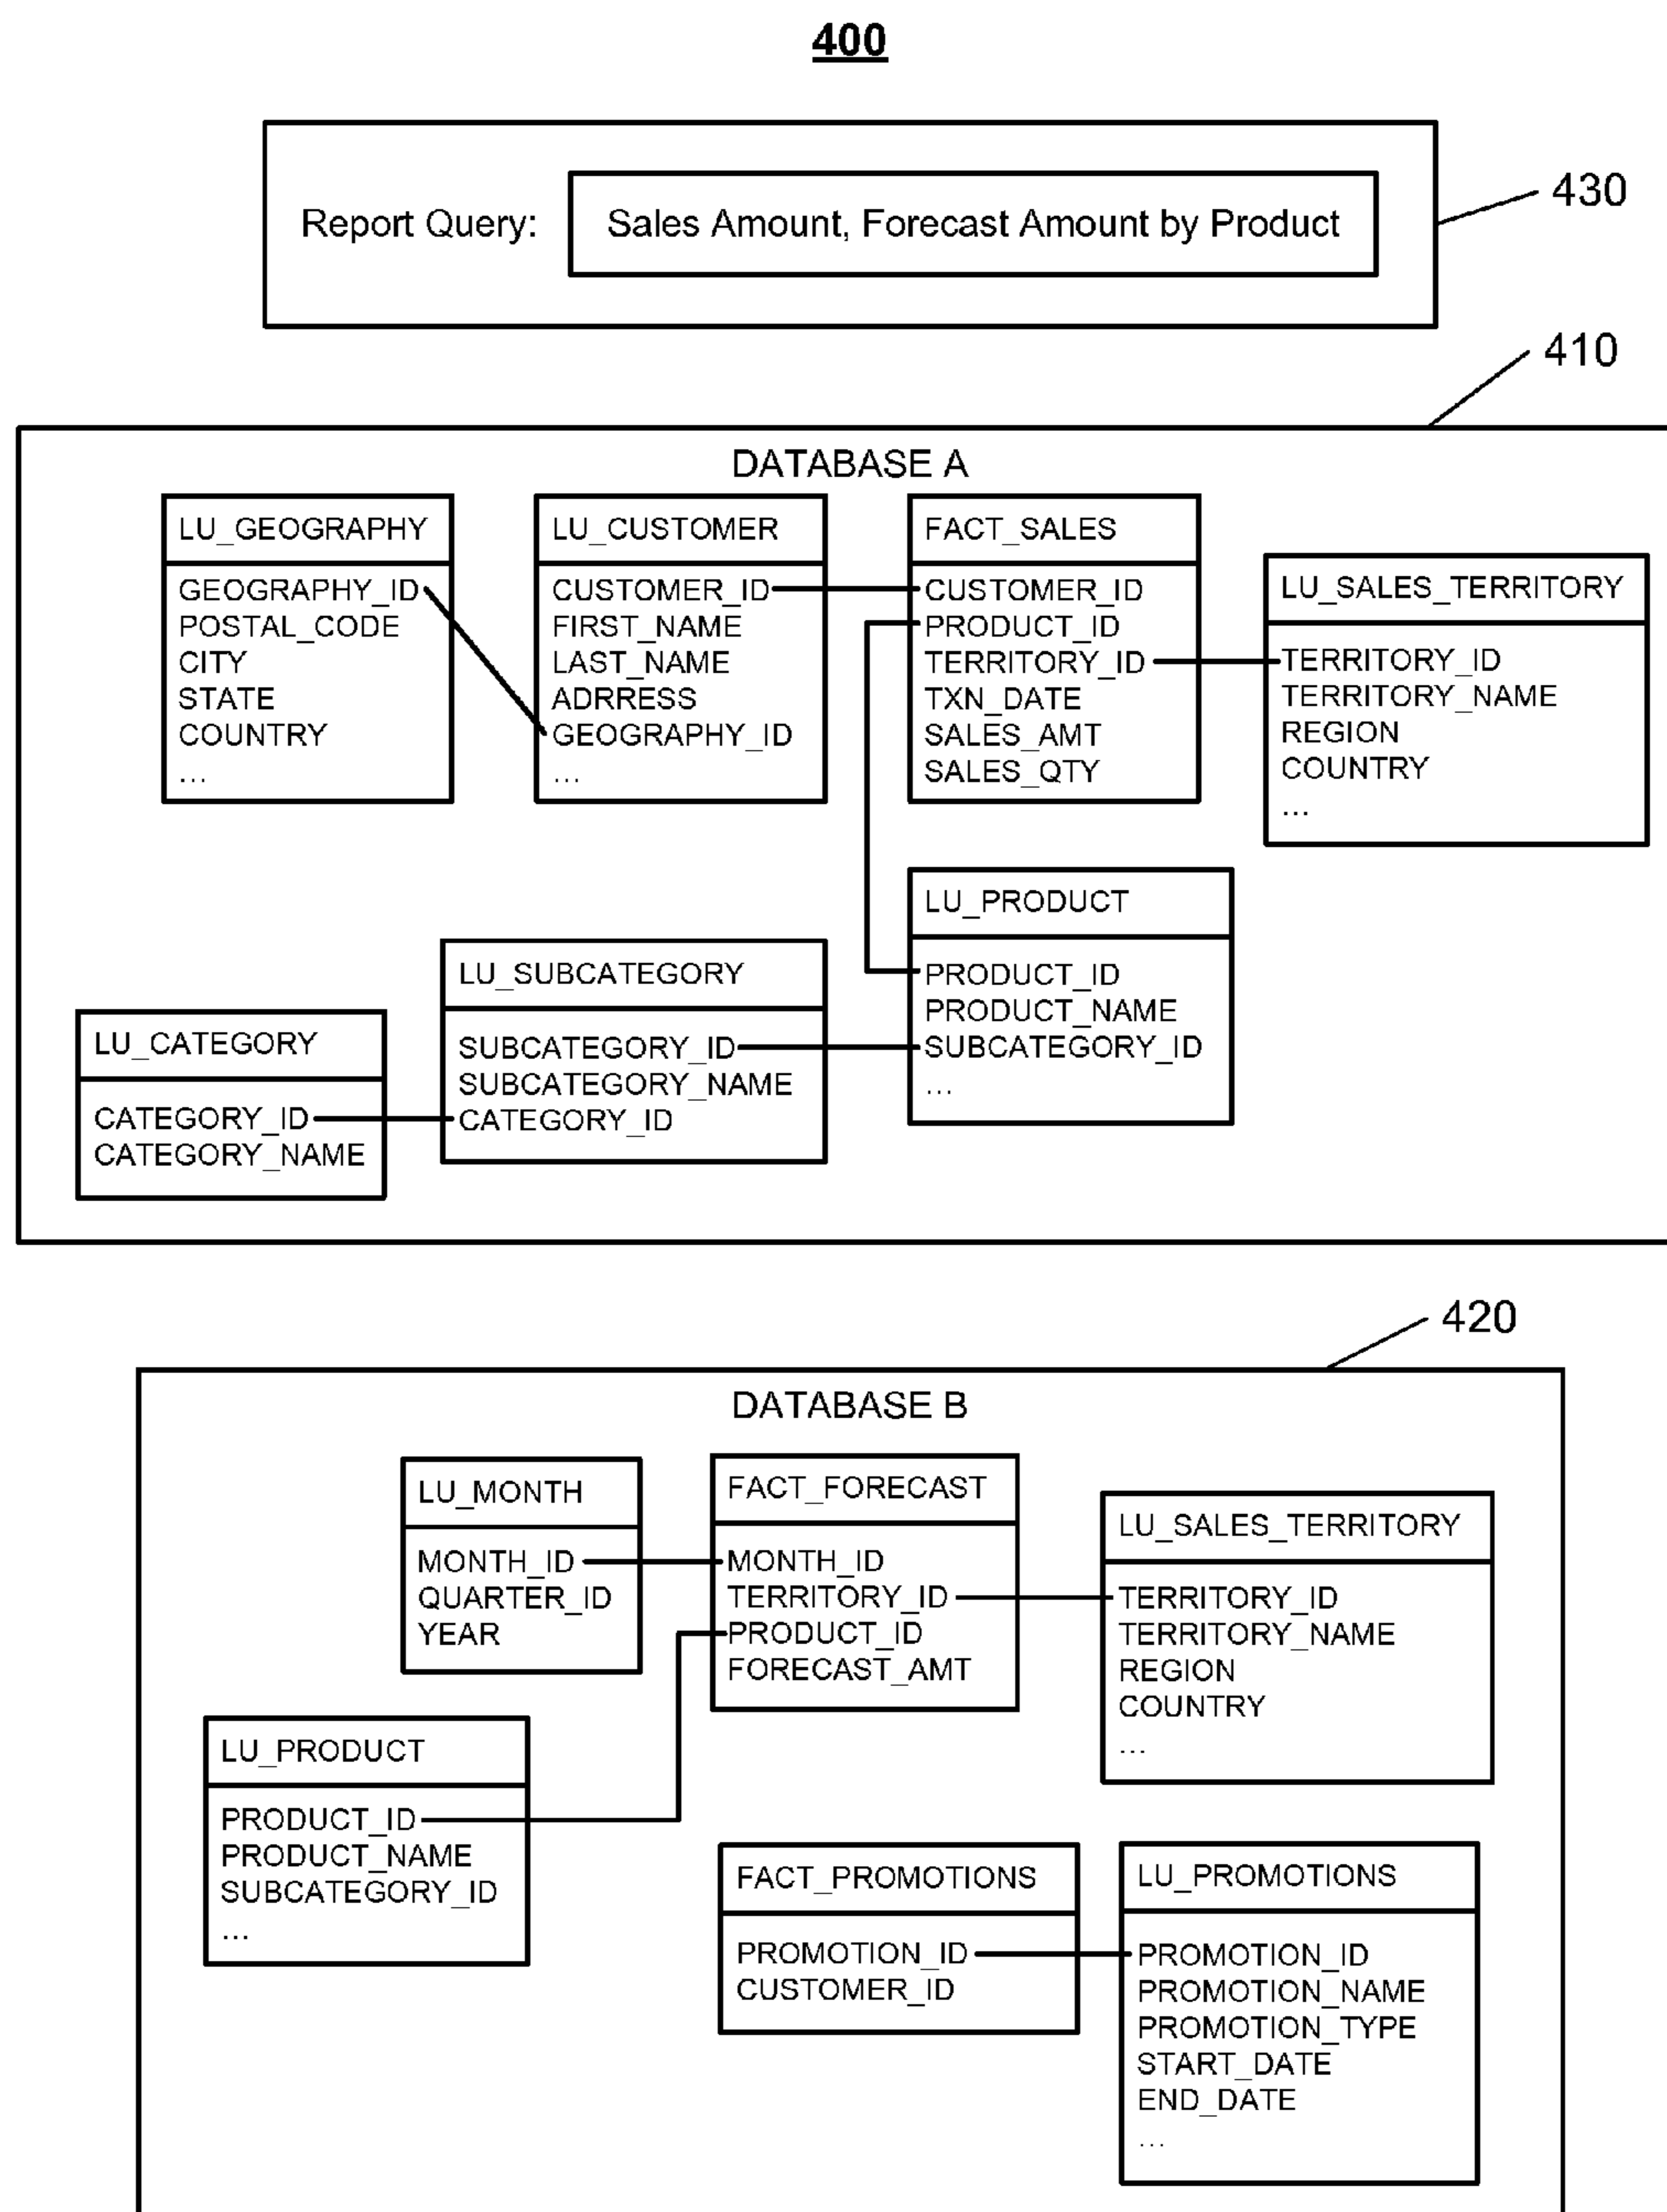 400
Report Query: Sales Amount, Forecast Amount by Product
430
410
DATABASE A
LU_GEOGRAPHY
GEOGRAPHY_ID
POSTAL_CODE
CITY
STATE
COUNTRY
...
LU_CUSTOMER
CUSTOMER_ID
FIRST_NAME
LAST_NAME
ADRRESS
GEOGRAPHY_ID
...
FACT_SALES
CUSTOMER_ID
PRODUCT_ID
TERRITORY_ID
TXN_DATE
SALES_AMT
SALES_QTY
LU_SALES_TERRITORY
TERRITORY_ID
TERRITORY_NAME
REGION
COUNTRY
...
LU_CATEGORY
CATEGORY_ID
CATEGORY_NAME
LU_SUBCATEGORY
SUBCATEGORY_ID
SUBCATEGORY_NAME
CATEGORY_ID
LU_PRODUCT
PRODUCT_ID
PRODUCT_NAME
SUBCATEGORY_ID
...
420
DATABASE B
LU_MONTH
MONTH_ID
QUARTER_ID
YEAR
FACT_FORECAST
MONTH_ID
TERRITORY_ID
PRODUCT_ID
FORECAST_AMT
LU_SALES_TERRITORY
TERRITORY_ID
TERRITORY_NAME
REGION
COUNTRY
...
LU_PRODUCT
PRODUCT_ID
PRODUCT_NAME
SUBCATEGORY_ID
...
FACT_PROMOTIONS
PROMOTION_ID
CUSTOMER_ID
LU_PROMOTIONS
PROMOTION_ID
PROMOTION_NAME
PROMOTION_TYPE
START_DATE
END_DATE
...